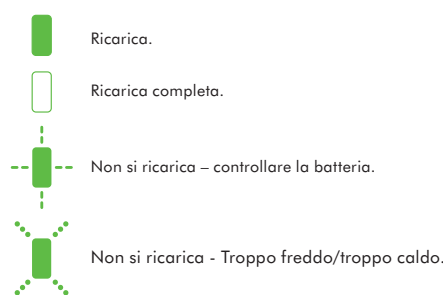 Ricarica.
Ricarica completa.
Non si ricarica – controllare la batteria.
Non si ricarica - Troppo freddo/troppo caldo.